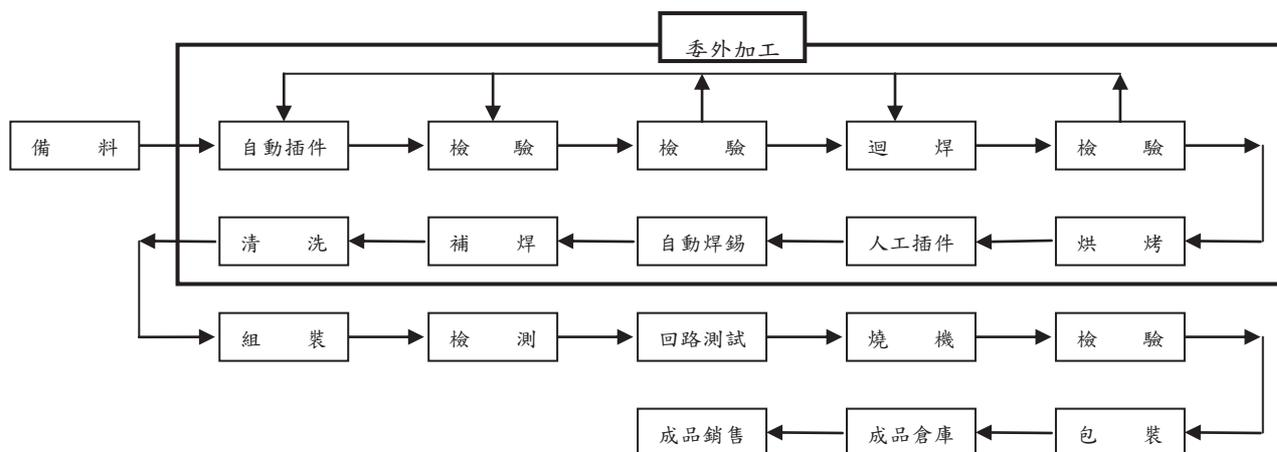 委外加工
備 料
自動插件
檢 驗
檢 驗
迴 焊
檢 驗
清 洗
補 焊
自動焊錫
人工插件
烘 烤
組 裝
檢 測
回路測試
燒 機
檢 驗
成品銷售
成品倉庫
包 裝